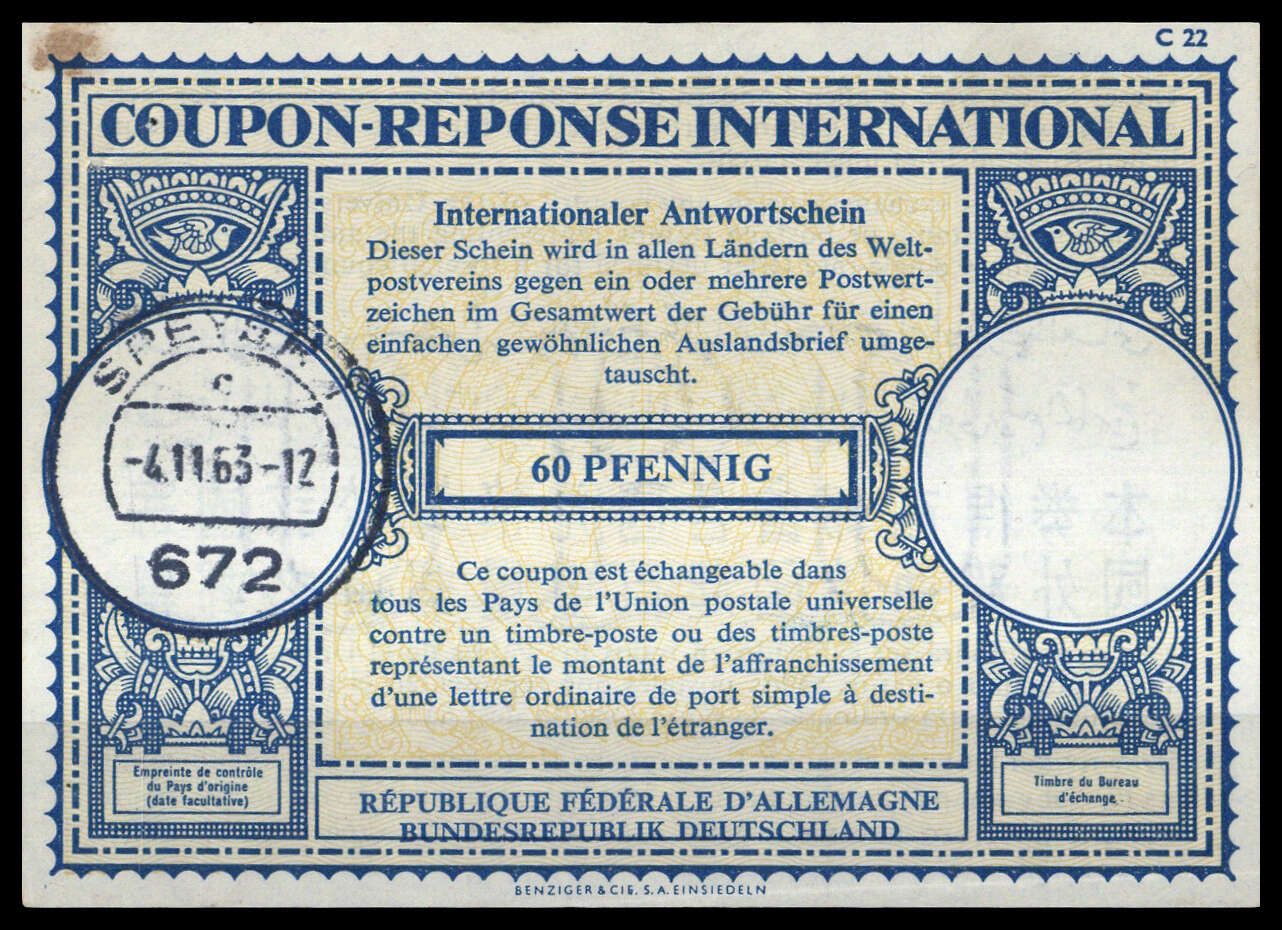 C 22
COUPON-REPONSE INTERNATIONAL
Internationaler Antwortschein
Dieser Schein wird in allen Ländern des Welt-
postvereins gegen ein oder mehrere Postwert-
zeichen im Gesamtwert der Gebühr für einen
einfachen gewöhnlichen Auslandsbrief umge-
tauscht.
c
-4.11.63-12
672
60 PFENNIG
Ce coupon est échangeable dans
tous les Pays de l'Union postale universelle
contre un timbre-poste ou des timbres-poste
représentant le montant de l'affranchissement
d'une lettre ordinaire de port simple à desti-
nation de l'étranger.
Empreinte de contrôle
du Pays d'origine
(date facultative)
Timbre du Bureau
d'échange.
RÉPUBLIQUE FÉDÉRALE D'ALLEMAGNE
BUNDESREPUBLIK DEUTSCHLAND
BENZIGER & CIE. S.A. EINSIEDELN